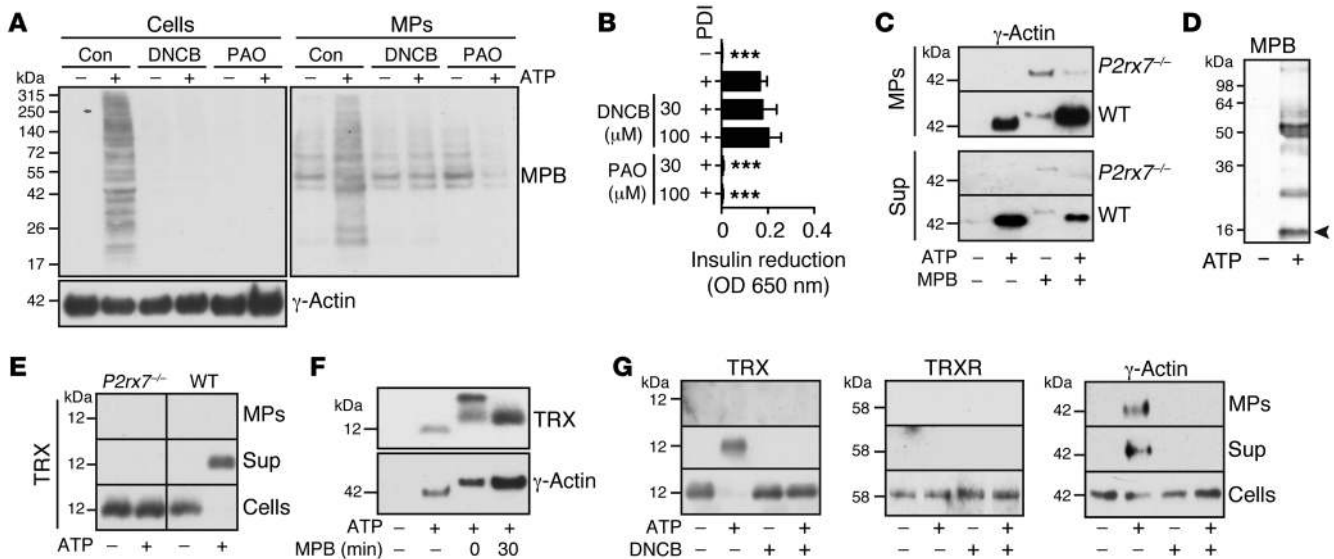 A
Cells MPs
Con DNCB PAO Con DNCB PAO
kDa – + – + – + – + – + – + ATP
315
250
140
72
55
42
26
17
MPB
42 γ-Actin
B
PDI
– ***
+
DNCB (μM) 30 +
100 +
PAO (μM) 30 + ***
100 + ***
0 0.2 0.4
Insulin reduction
(OD 650 nm)
C
γ-Actin
kDa
MPs
42 P2rx7–/–
42 WT
Sup
42 P2rx7–/–
42 WT
ATP – + – +
MPB – – + +
D
MPB
kDa
98
64
50
36
22
16
ATP – +
E
P2rx7–/– WT
kDa
TRX
12 MPs
12 Sup
12 Cells
ATP – + – +
F
kDa
12 TRX
42 γ-Actin
ATP – + + +
MPB (min) – – 0 30
G
TRX TRXR γ-Actin
kDa kDa kDa
12 58 42 MPs
12 58 42 Sup
12 58 42 Cells
ATP – + – + – + – + – + – +
DNCB – – + + – – + + – – + +